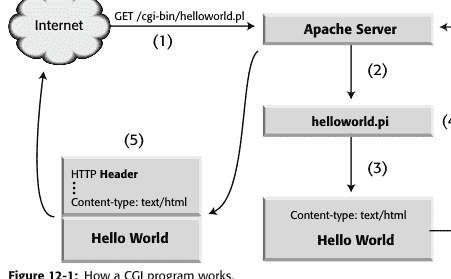 Internet
GET /cgi-bin/helloworld.pl
(1)
Apache Server
(2)
helloworld.pi
(4
(3)
(5)
HTTP Header
Content-type: text/html
Hello World
Content-type: text/html
Hello World
Figure 12-1: How a CGI program works.